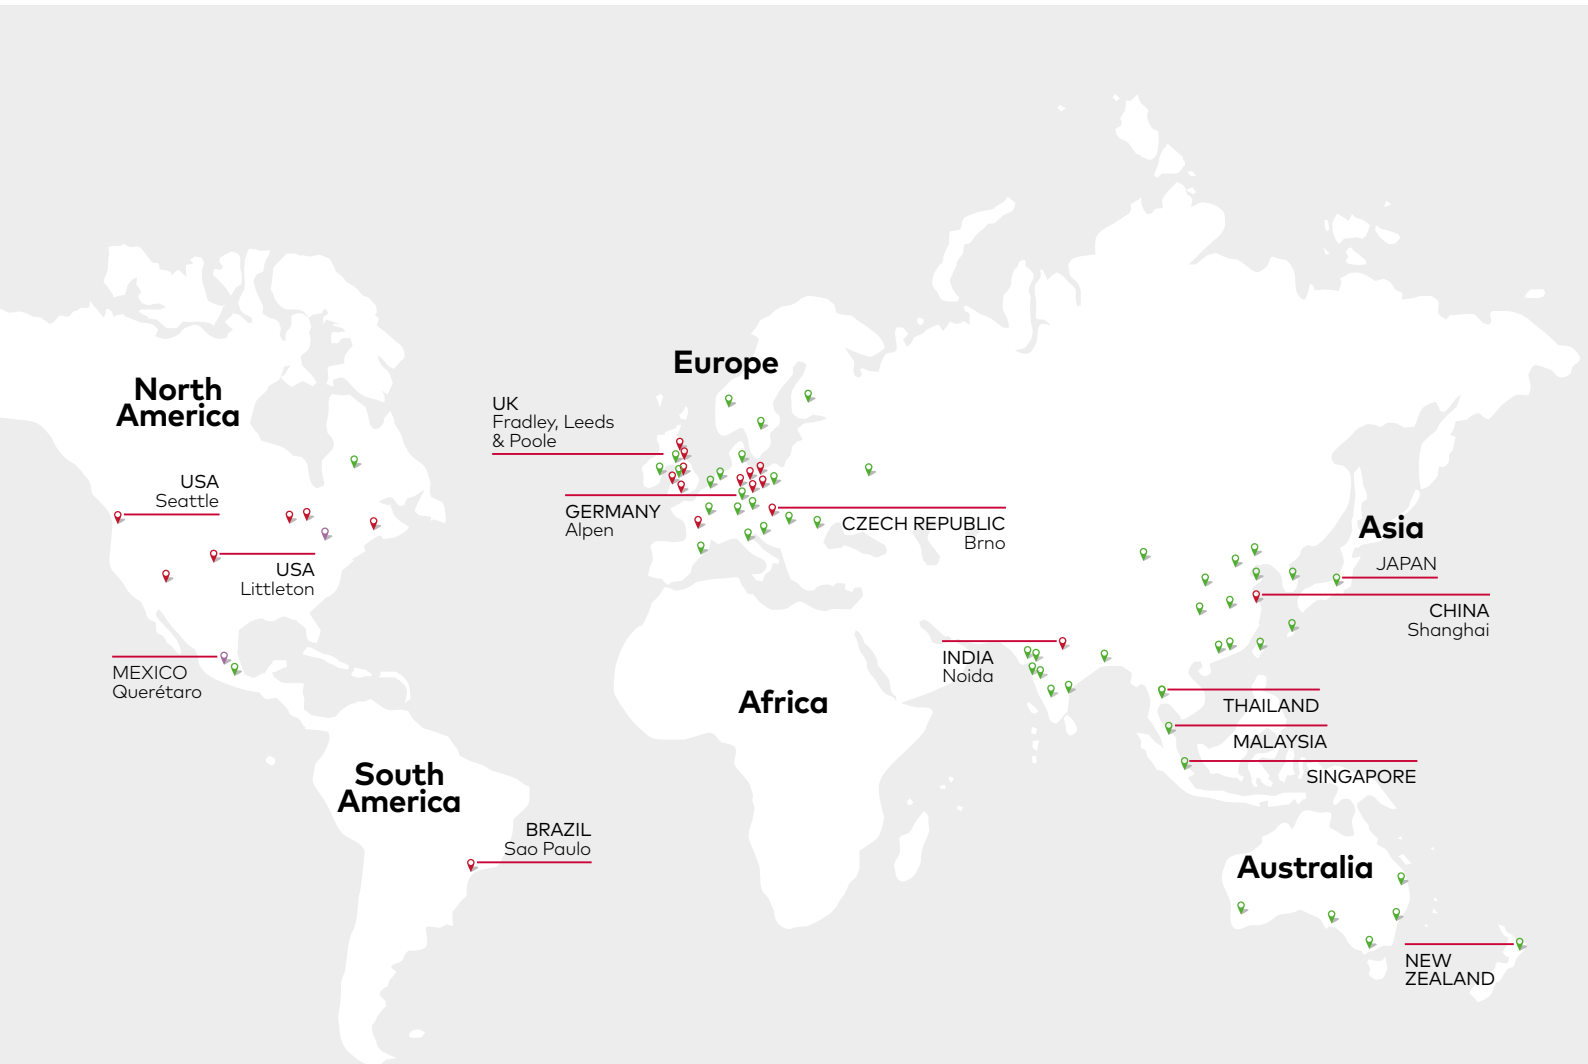 North
America
USA
Seattle
USA
Littleton
MEXICO
Querétaro
South
America
BRAZIL
Sao Paulo
Europe
UK
Fradley, Leeds
& Poole
GERMANY
Alpen
CZECH REPUBLIC
Brno
Africa
Asia
JAPAN
CHINA
Shanghai
INDIA
Noida
THAILAND
MALAYSIA
SINGAPORE
Australia
NEW
ZEALAND